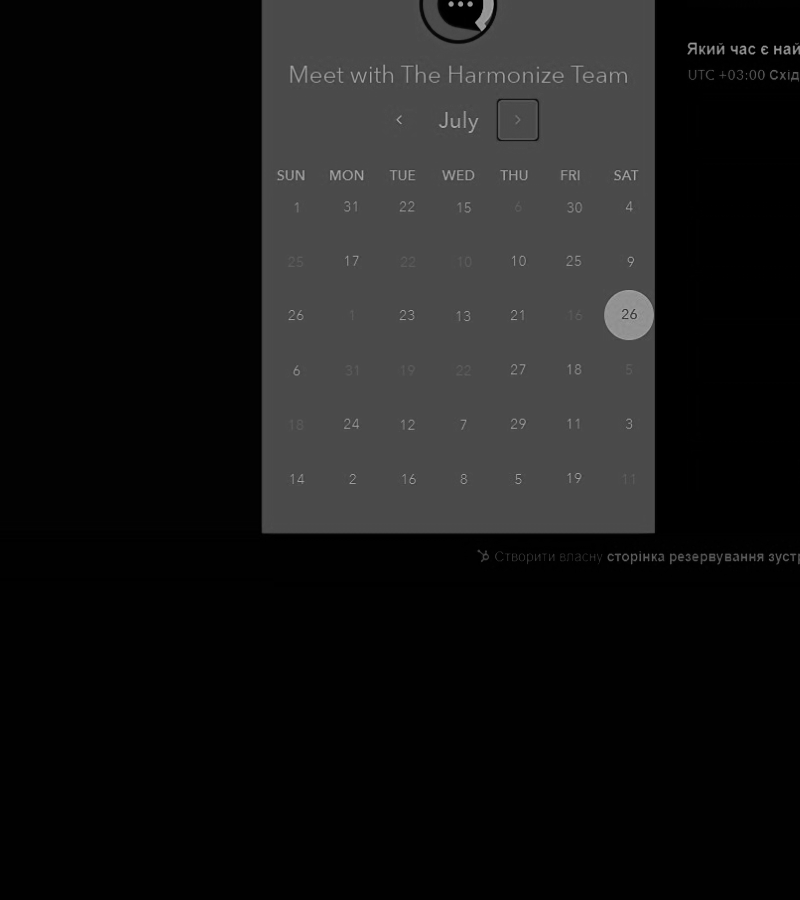 Meet with The Harmonize Team
July
SUN MON TUE WED THU FRI SAT
1 31 22 15 6 30 4
25 17 22 10 10 25 9
26 1 23 13 21 16 26
6 31 19 22 27 18 5
18 24 12 7 29 11 3
14 2 16 8 5 19 11
Який час є най
UTC +03:00 Схід
Створити власну сторінка резервування зустр